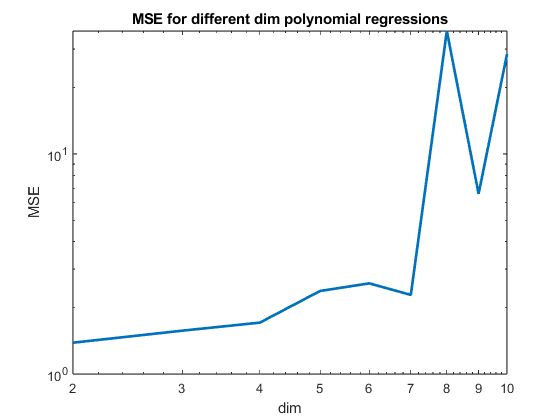 MSE for different dim polynomial regressions
MSE
10^1
10^0
2 3 4 5 6 7 8 9 10
dim